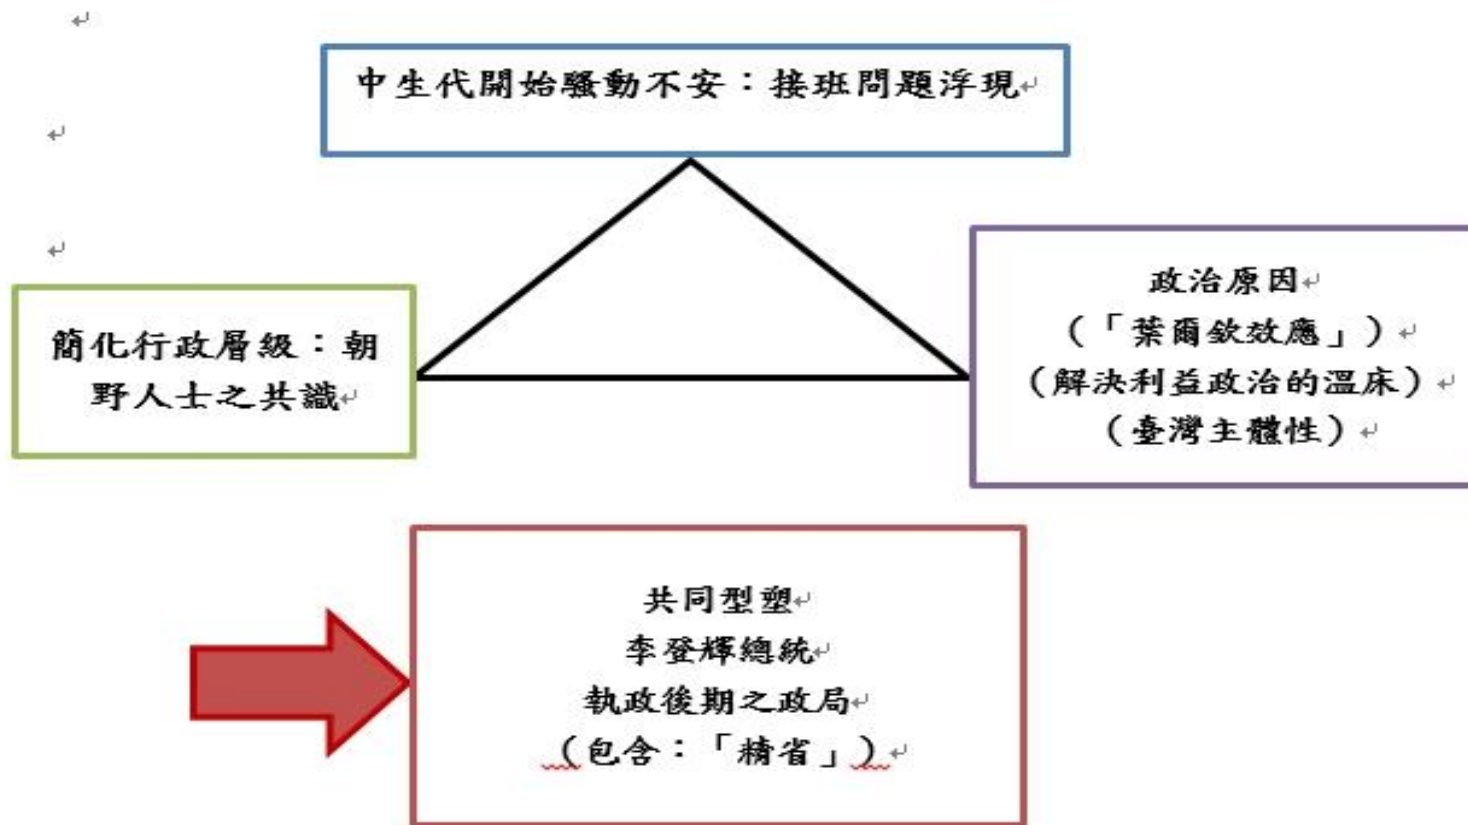 中生代開始騷動不安：接班問題浮現
簡化行政層級：朝
野人士之共識
政治原因
（「葉爾欽效應」）
（解決利益政治的溫床）
（臺灣主體性）
共同型塑
李登輝總統
執政後期之政局
（包含：「精省」）